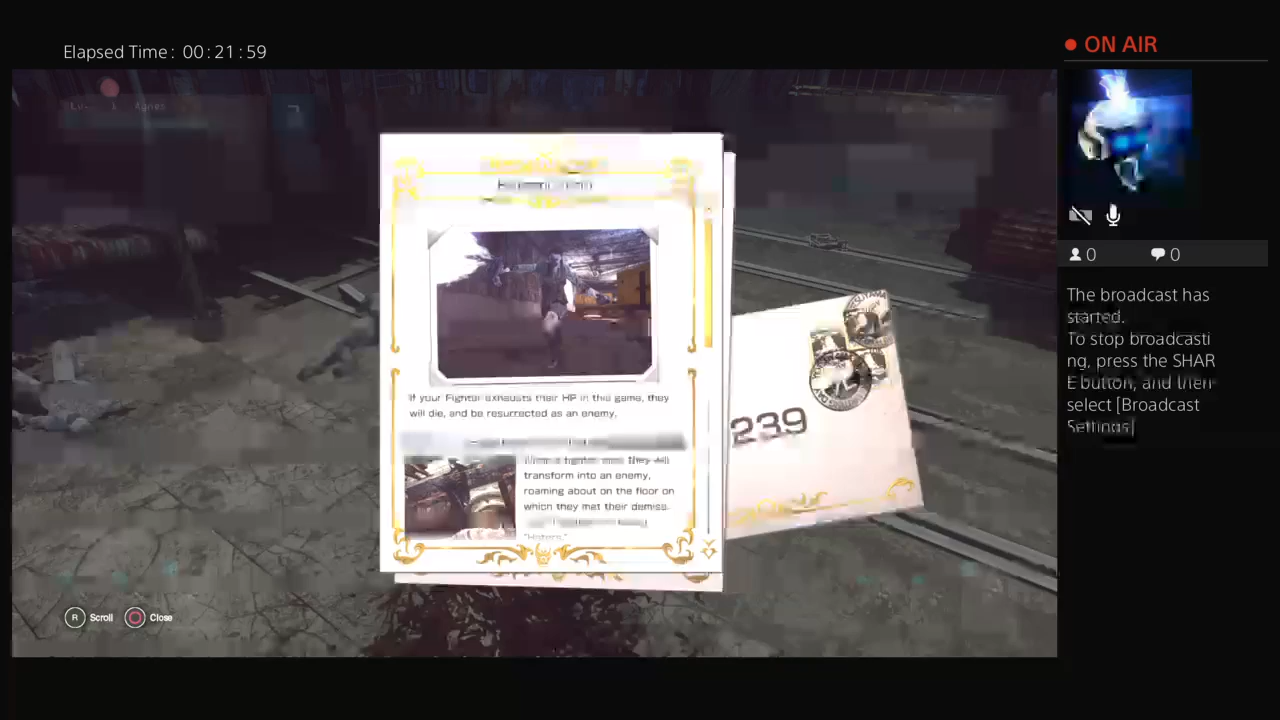 Elapsed Time: 00:21:59
ON AIR
0 0
The broadcast has
started.
To stop broadcasti
ng, press the SHAR
E button, and then
select [Broadcast
Settings]
If your Fighter exhausts their HP in this game, they
will die, and be resurrected as an enemy.
When a fighter dies, they will
transform into an enemy,
roaming about on the floor on
which they met their demise.
"Haters."
239
R Scroll Close